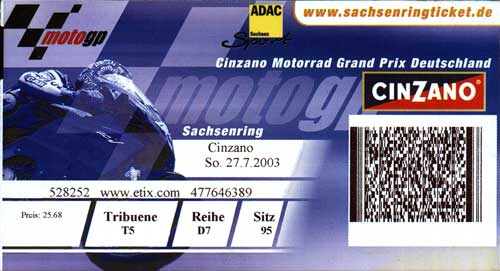 motogp
ADAC
Sachsen
Sport
www.sachsenringticket.de
Cinzano Motorrad Grand Prix Deutschland
CINZANO®
motogp
Sachsenring
Cinzano
So. 27.7.2003
528252 www.etix.com 477646389
Preis: 25.68
Tribuene Reihe Sitz
T5 D7 95